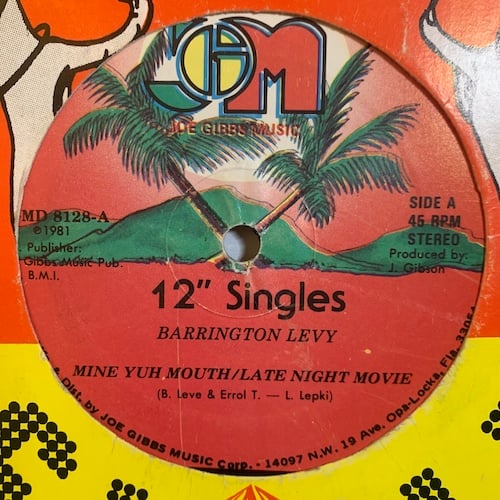 JGM
JOE GIBBS MUSIC
MD 8128-A
℗1981
Publisher:
Gibbs Music Pub.
B.M.I.
SIDE A
45 RPM
STEREO
Produced by:
J. Gibson
12" Singles
BARRINGTON LEVY
MINE YUH MOUTH/LATE NIGHT MOVIE
(B. Leve & Errol T. — L. Lepki)
Dist. by JOE GIBBS MUSIC Corp. • 14097 N.W. 19 Ave. Opa-Locka, Fla. 33054